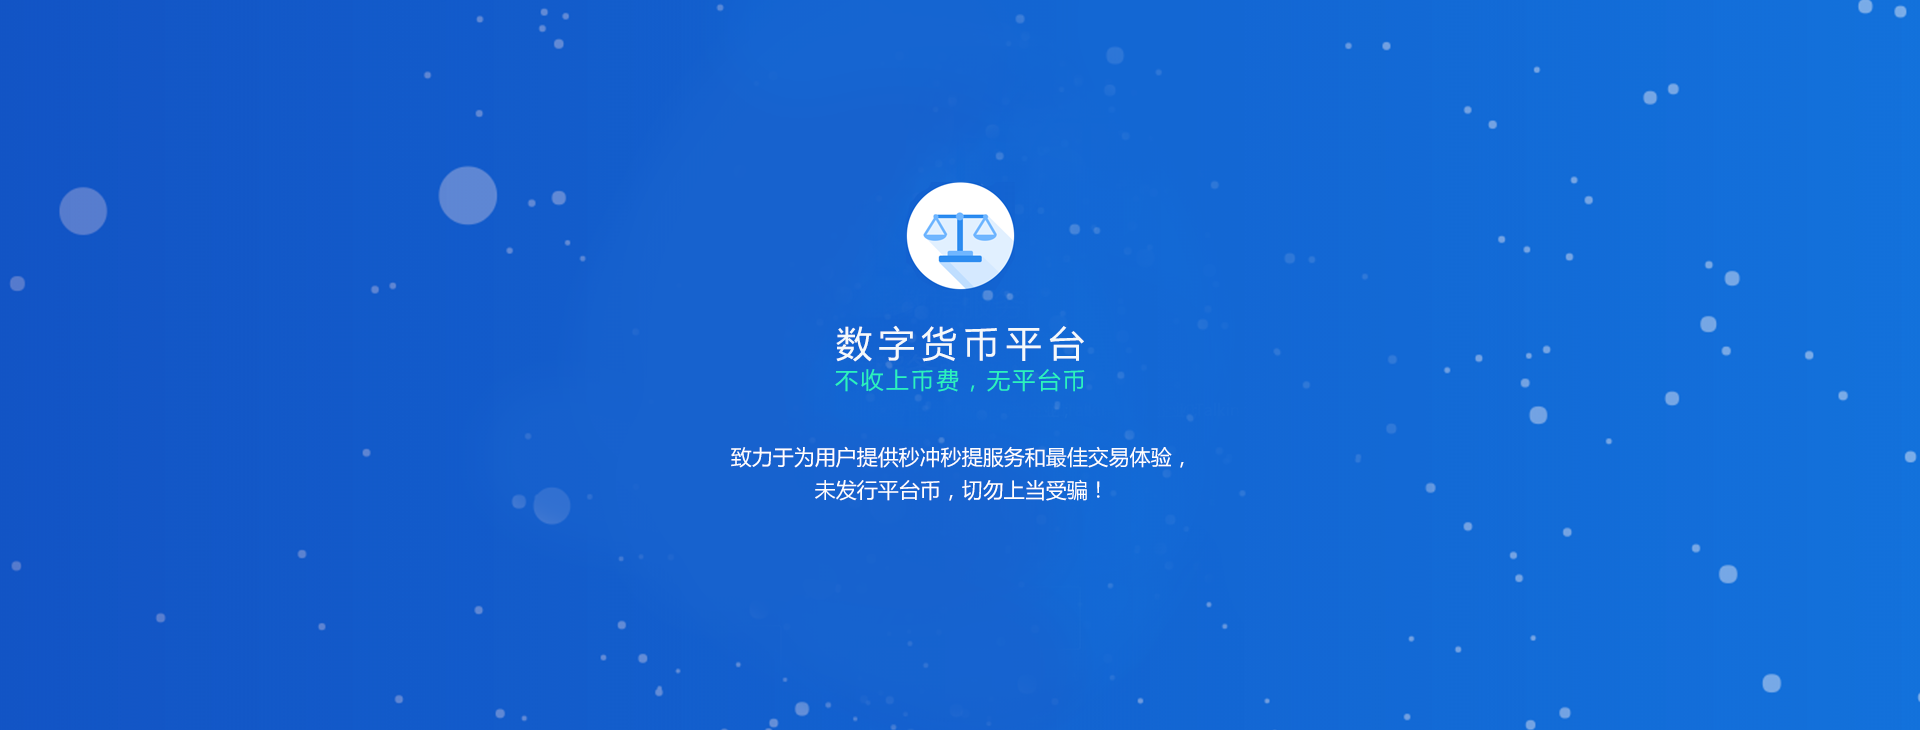 数字货币平台
不收上币费，无平台币
致力于为用户提供秒冲秒提服务和最佳交易体验，
未发行平台币，切勿上当受骗！